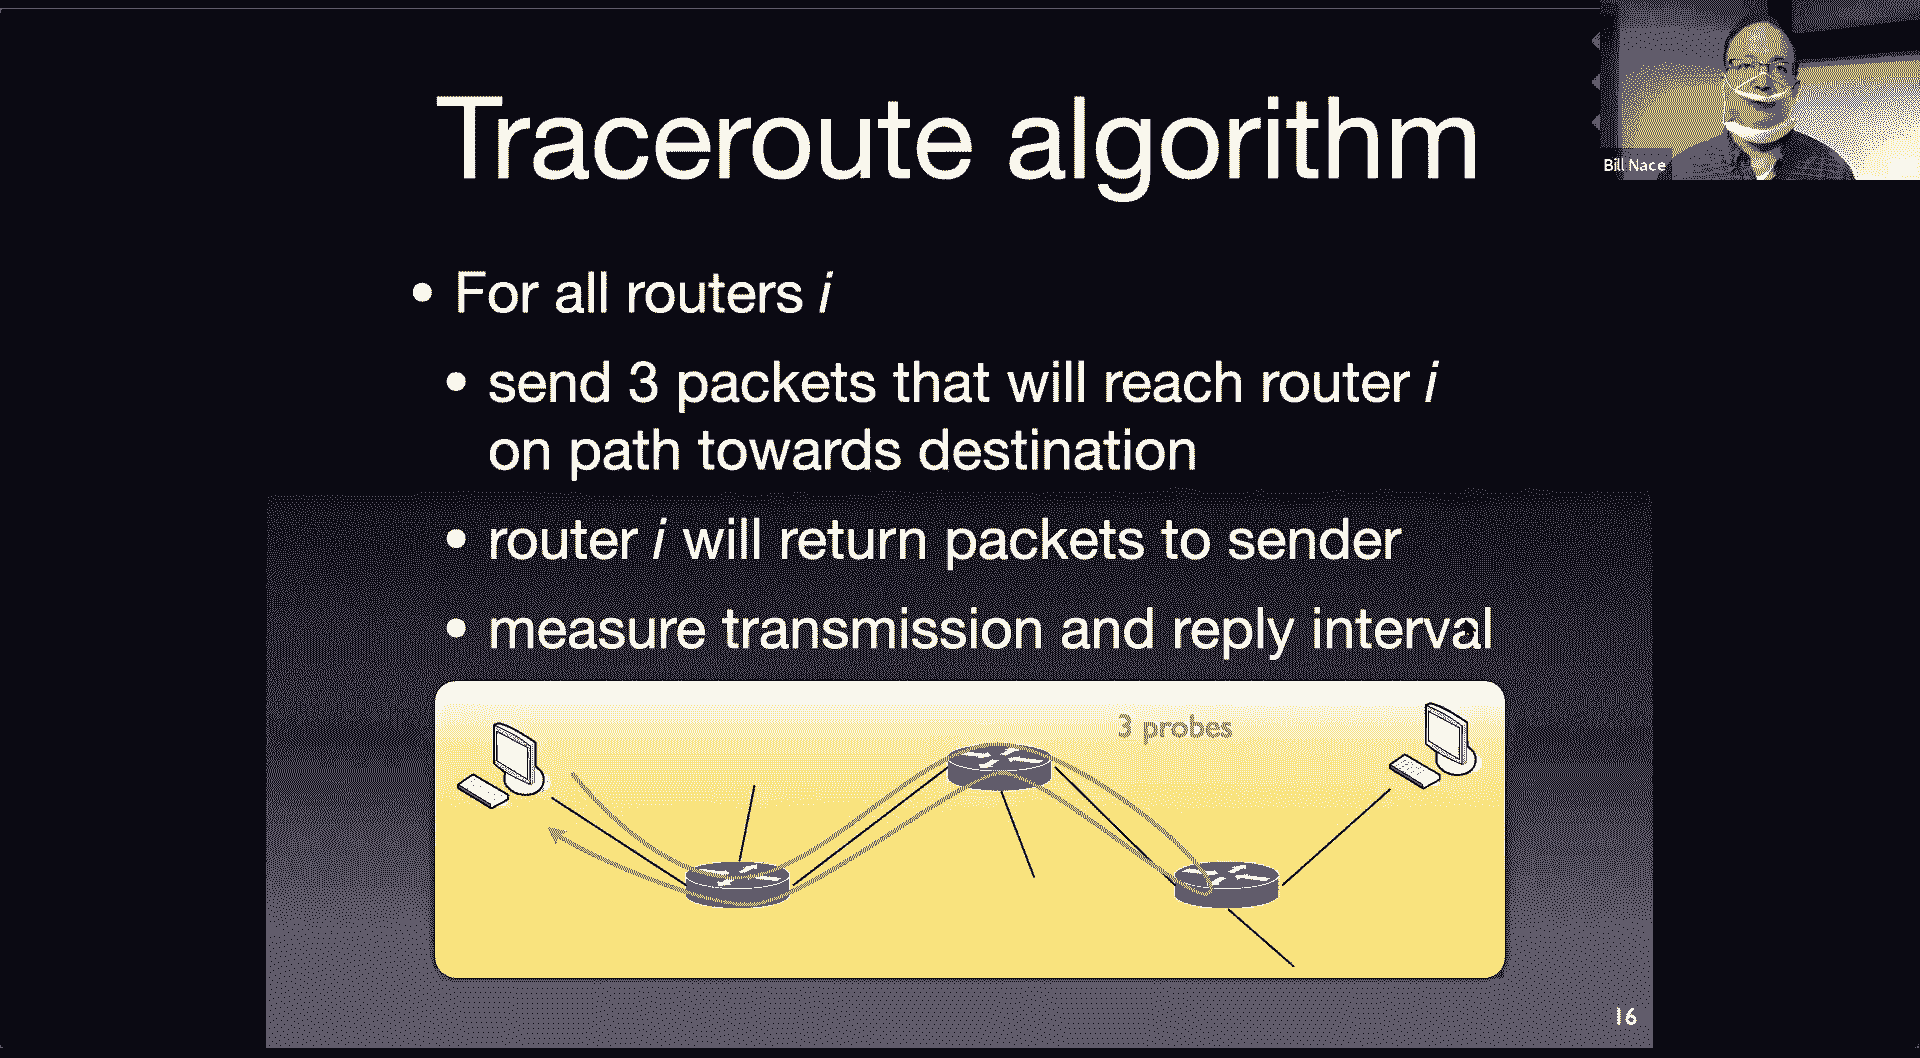 Traceroute algorithm
Bill Nace
• For all routers i
• send 3 packets that will reach router i
on path towards destination
• router i will return packets to sender
• measure transmission and reply interval
3 probes
16